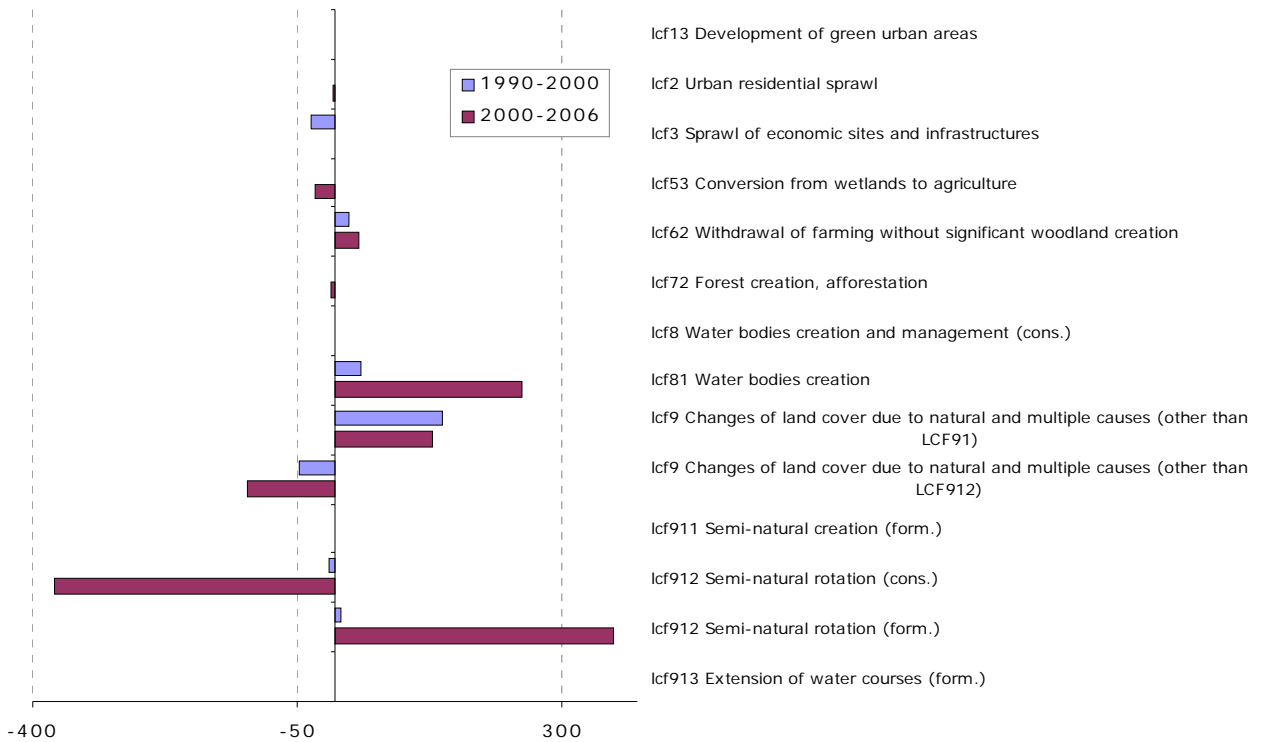 lcf13 Development of green urban areas
1990-2000
2000-2006
lcf2 Urban residential sprawl
lcf3 Sprawl of economic sites and infrastructures
lcf53 Conversion from wetlands to agriculture
lcf62 Withdrawal of farming without significant woodland creation
lcf72 Forest creation, afforestation
lcf8 Water bodies creation and management (cons.)
lcf81 Water bodies creation
lcf9 Changes of land cover due to natural and multiple causes (other than
LCF91)
lcf9 Changes of land cover due to natural and multiple causes (other than
LCF912)
lcf911 Semi-natural creation (form.)
lcf912 Semi-natural rotation (cons.)
lcf912 Semi-natural rotation (form.)
lcf913 Extension of water courses (form.)
-400 -50 300